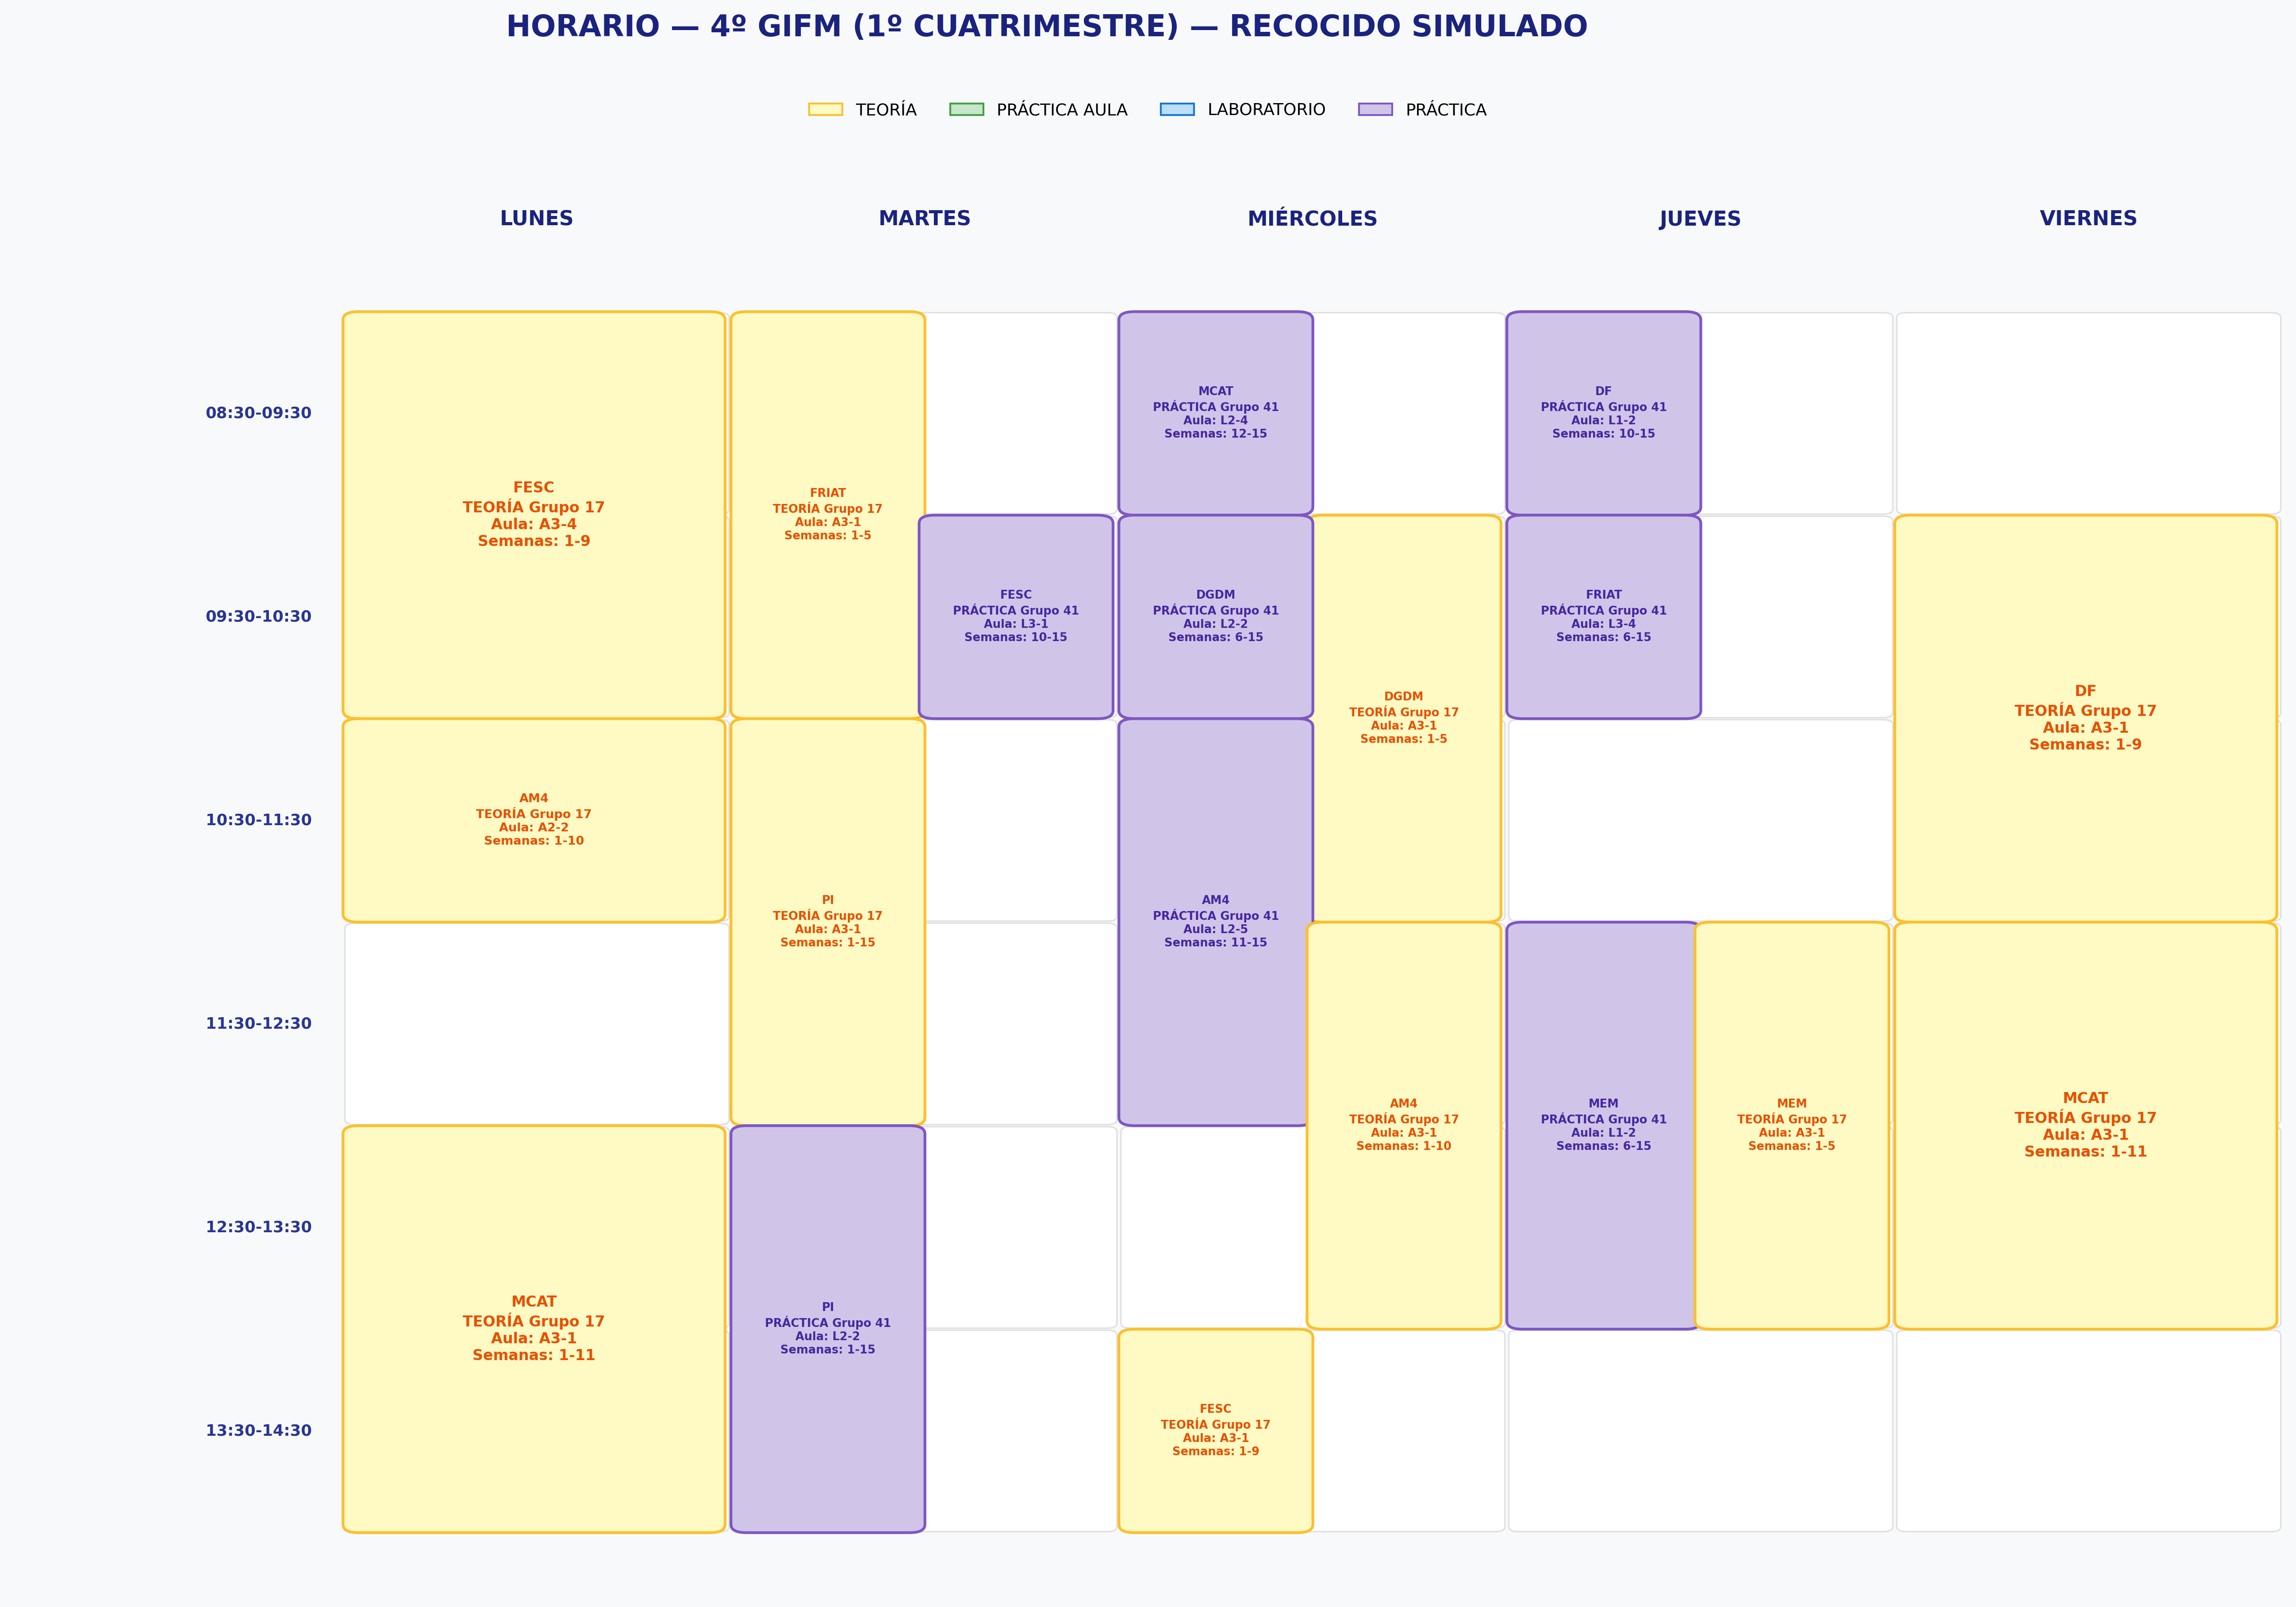 HORARIO — 4º GIFM (1º CUATRIMESTRE) — RECOCIDO SIMULADO
TEORÍA
PRÁCTICA AULA
LABORATORIO
PRÁCTICA
LUNES
MARTES
MIÉRCOLES
JUEVES
VIERNES
08:30-09:30
09:30-10:30
10:30-11:30
11:30-12:30
12:30-13:30
13:30-14:30
FESC
TEORÍA Grupo 17
Aula: A3-4
Semanas: 1-9
AM4
TEORÍA Grupo 17
Aula: A2-2
Semanas: 1-10
MCAT
TEORÍA Grupo 17
Aula: A3-1
Semanas: 1-11
FRIAT
TEORÍA Grupo 17
Aula: A3-1
Semanas: 1-5
FESC
PRÁCTICA Grupo 41
Aula: L3-1
Semanas: 10-15
PI
TEORÍA Grupo 17
Aula: A3-1
Semanas: 1-15
PI
PRÁCTICA Grupo 41
Aula: L2-2
Semanas: 1-15
MCAT
PRÁCTICA Grupo 41
Aula: L2-4
Semanas: 12-15
DGDM
PRÁCTICA Grupo 41
Aula: L2-2
Semanas: 6-15
DGDM
TEORÍA Grupo 17
Aula: A3-1
Semanas: 1-5
AM4
PRÁCTICA Grupo 41
Aula: L2-5
Semanas: 11-15
AM4
TEORÍA Grupo 17
Aula: A3-1
Semanas: 1-10
FESC
TEORÍA Grupo 17
Aula: A3-1
Semanas: 1-9
DF
PRÁCTICA Grupo 41
Aula: L1-2
Semanas: 10-15
FRIAT
PRÁCTICA Grupo 41
Aula: L3-4
Semanas: 6-15
MEM
PRÁCTICA Grupo 41
Aula: L1-2
Semanas: 6-15
MEM
TEORÍA Grupo 17
Aula: A3-1
Semanas: 1-5
DF
TEORÍA Grupo 17
Aula: A3-1
Semanas: 1-9
MCAT
TEORÍA Grupo 17
Aula: A3-1
Semanas: 1-11